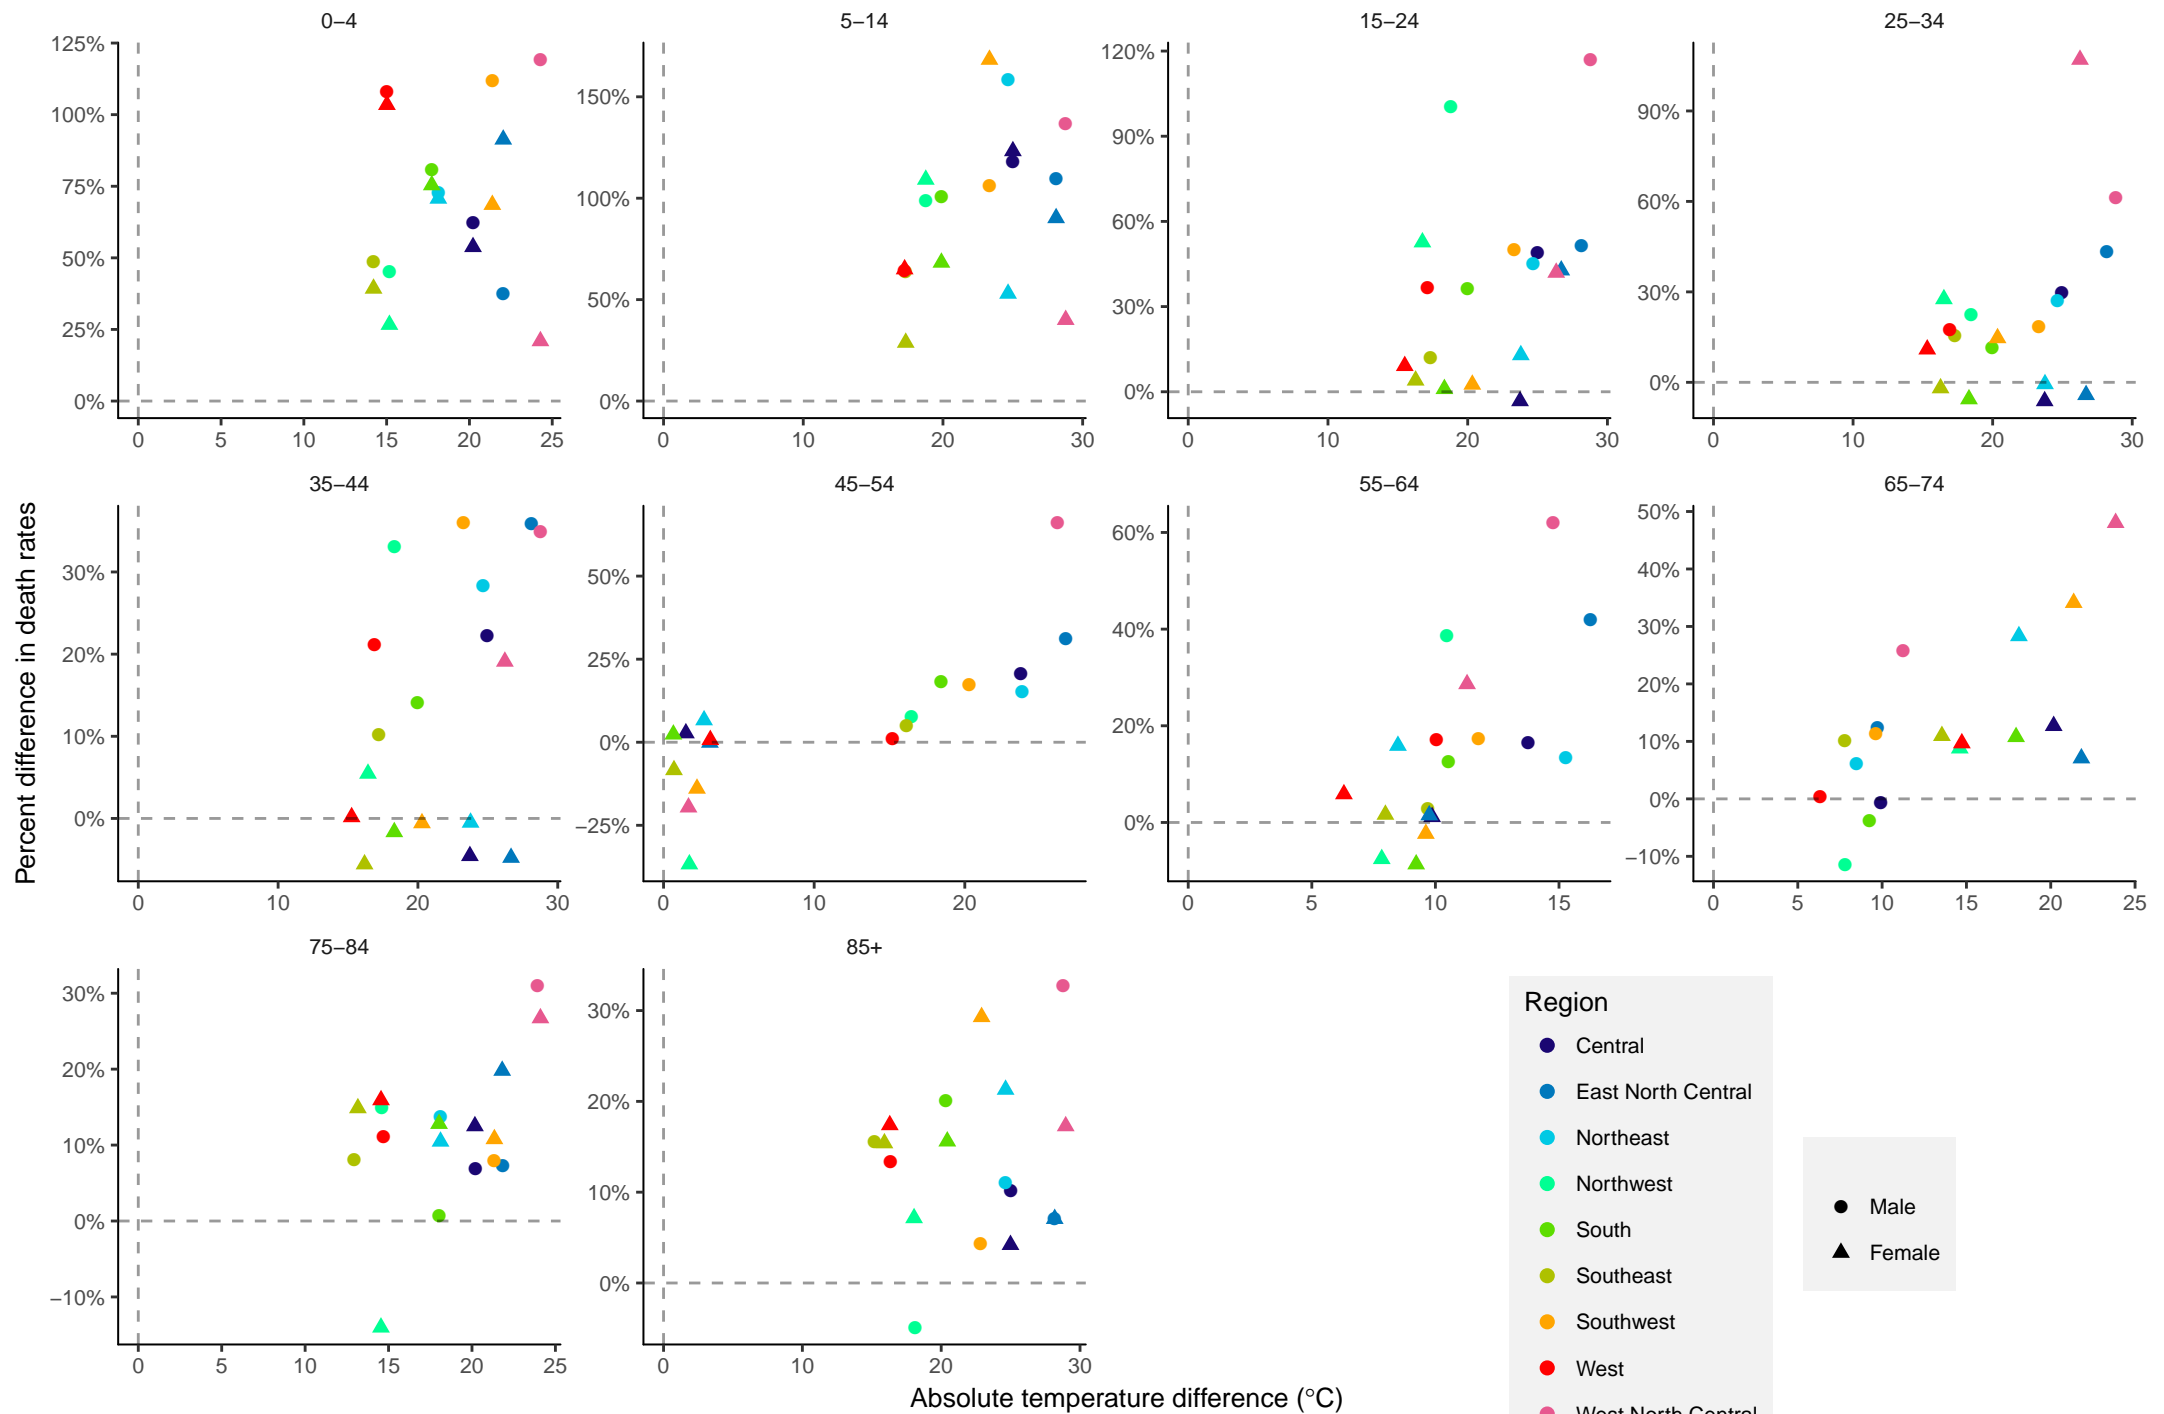 0–4 5–14 15–24 25–34
125% 100% 75% 50% 25% 0%
150% 100% 50% 0%
120% 90% 60% 30% 0%
90% 60% 30% 0%
0 5 10 15 20 25
0 10 20 30
0 10 20 30
0 10 20 30
35–44 45–54 55–64 65–74
30% 20% 10% 0%
50% 25% 0% −25%
60% 40% 20% 0%
50% 40% 30% 20% 10% 0% −10%
0 10 20 30
0 10 20
0 5 10 15
0 5 10 15 20 25
75–84 85+
30% 20% 10% 0% −10%
30% 20% 10% 0%
0 5 10 15 20 25
0 10 20 30
Percent difference in death rates
Absolute temperature difference (°C)
Region
Central
East North Central
Northeast
Northwest
South
Southeast
Southwest
West
West North Central
Male
Female